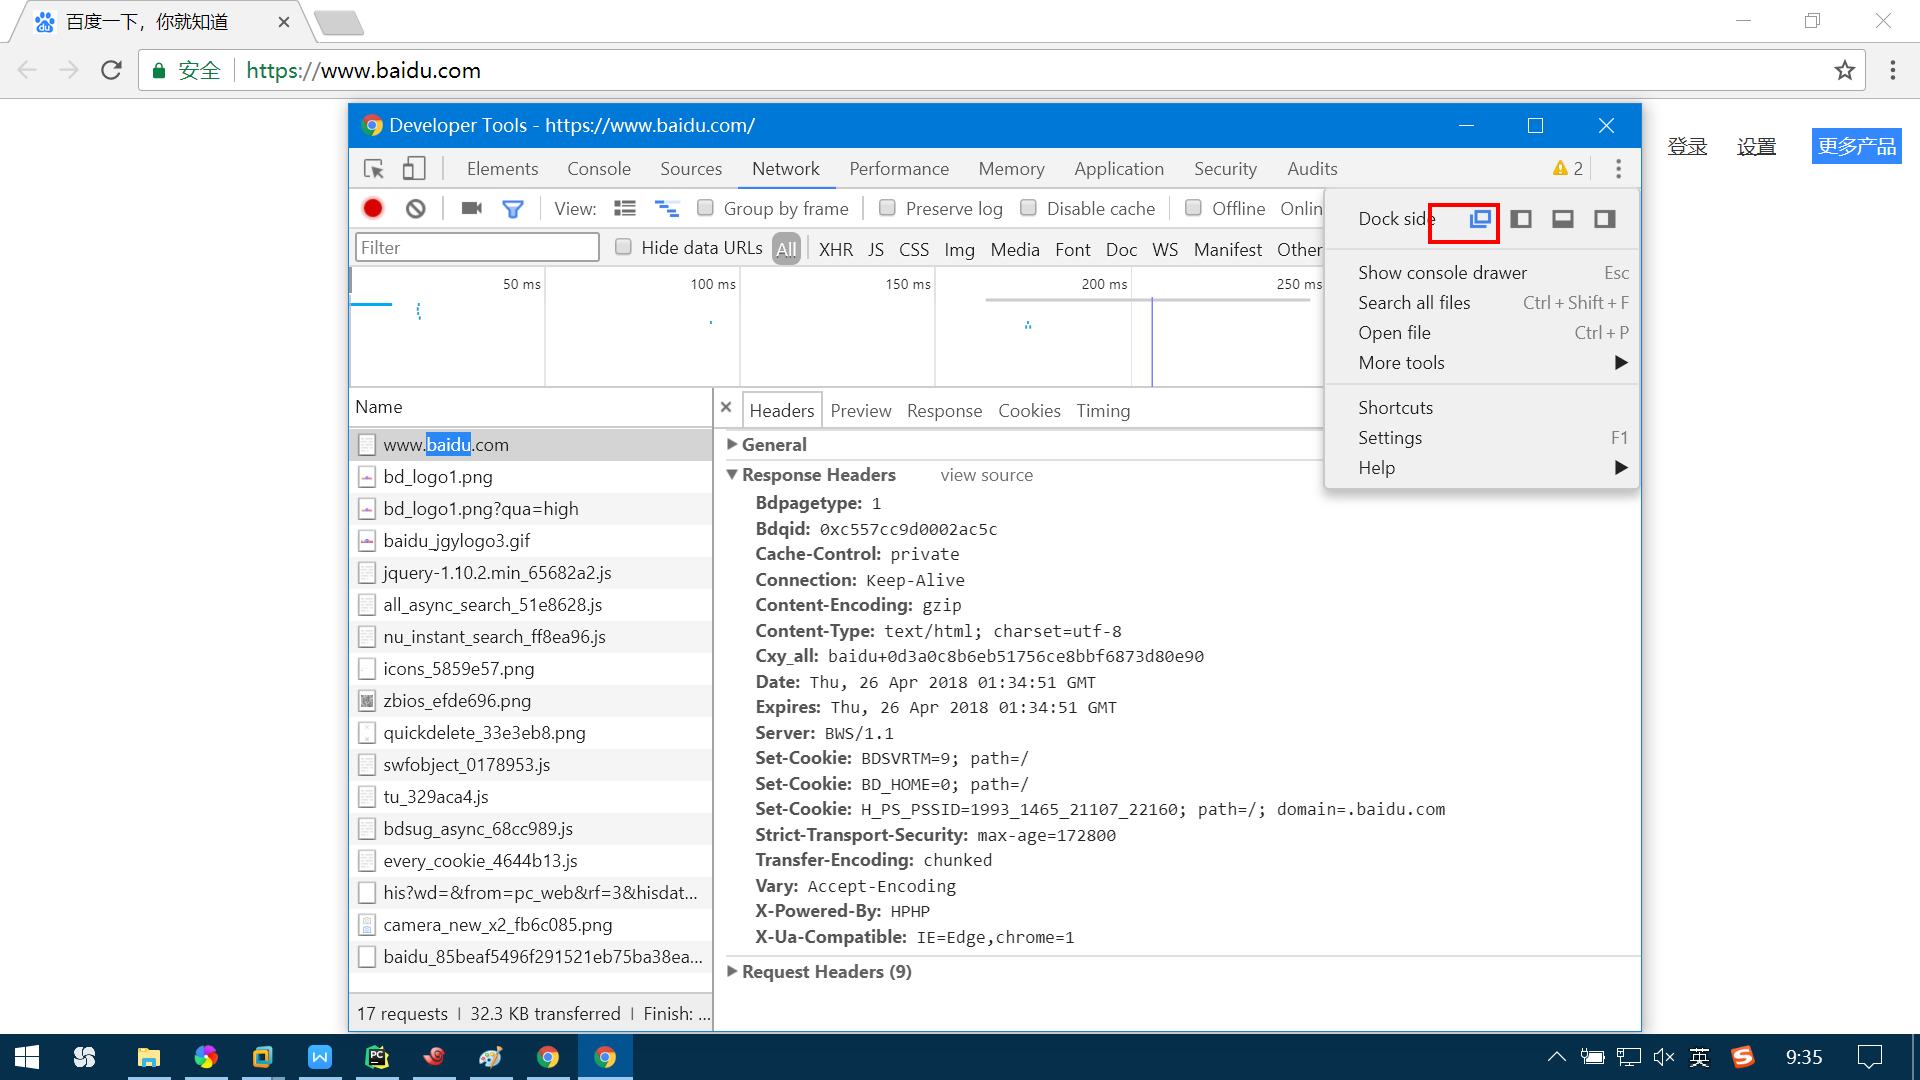 百度一下，你就知道
安全 https://www.baidu.com
登录 设置 更多产品
Developer Tools - https://www.baidu.com/
Elements Console Sources Network Performance Memory Application Security Audits 2
View: Group by frame Preserve log Disable cache Offline Onlin
Dock side
Filter Hide data URLs All XHR JS CSS Img Media Font Doc WS Manifest Other
50 ms 100 ms 150 ms 200 ms 250 ms
Show console drawer Esc
Search all files Ctrl + Shift + F
Open file Ctrl + P
More tools
Shortcuts
Settings F1
Help
Name
www.baidu.com
bd_logo1.png
bd_logo1.png?qua=high
baidu_jgylogo3.gif
jquery-1.10.2.min_65682a2.js
all_async_search_51e8628.js
nu_instant_search_ff8ea96.js
icons_5859e57.png
zbios_efde696.png
quickdelete_33e3eb8.png
swfobject_0178953.js
tu_329aca4.js
bdsug_async_68cc989.js
every_cookie_4644b13.js
his?wd=&from=pc_web&rf=3&hisdat...
camera_new_x2_fb6c085.png
baidu_85beaf5496f291521eb75ba38ea...
17 requests | 32.3 KB transferred | Finish: ...
Headers Preview Response Cookies Timing
General
Response Headers view source
Bdpagetype: 1
Bdqid: 0xc557cc9d0002ac5c
Cache-Control: private
Connection: Keep-Alive
Content-Encoding: gzip
Content-Type: text/html; charset=utf-8
Cxy_all: baidu+0d3a0c8b6eb51756ce8bbf6873d80e90
Date: Thu, 26 Apr 2018 01:34:51 GMT
Expires: Thu, 26 Apr 2018 01:34:51 GMT
Server: BWS/1.1
Set-Cookie: BDSVRTM=9; path=/
Set-Cookie: BD_HOME=0; path=/
Set-Cookie: H_PS_PSSID=1993_1465_21107_22160; path=/; domain=.baidu.com
Strict-Transport-Security: max-age=172800
Transfer-Encoding: chunked
Vary: Accept-Encoding
X-Powered-By: HPHP
X-Ua-Compatible: IE=Edge,chrome=1
Request Headers (9)
英 9:35